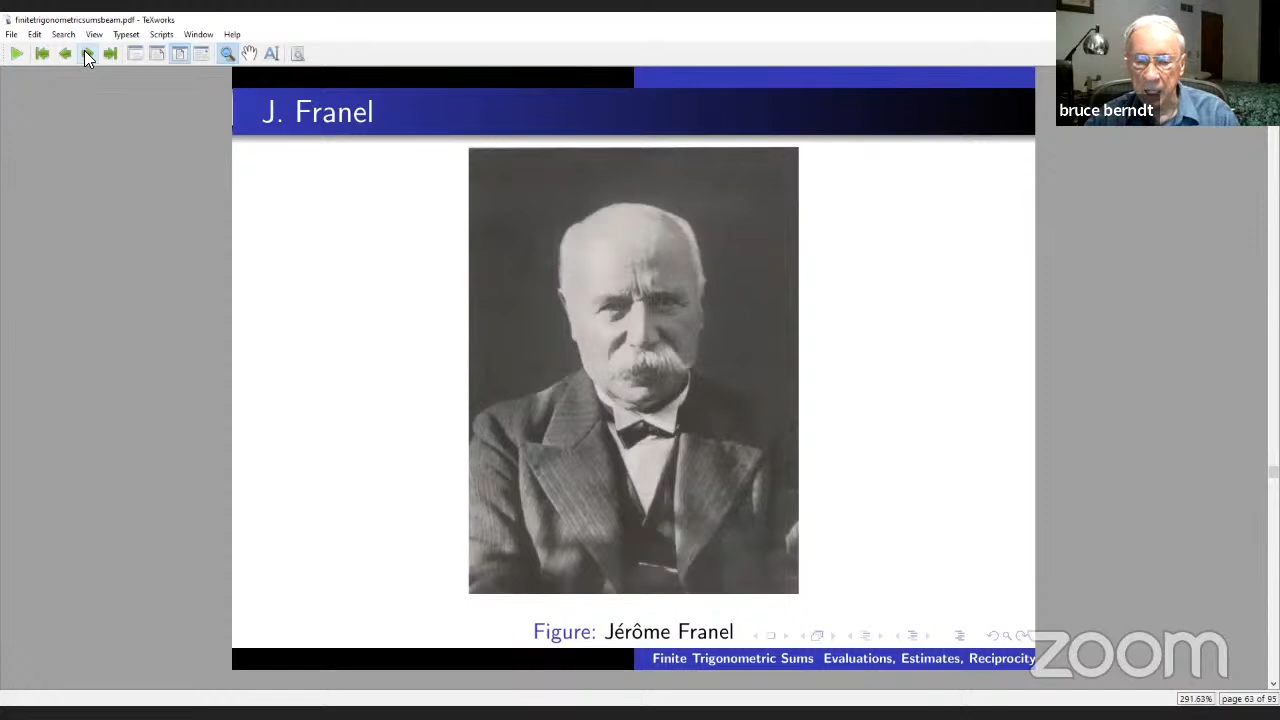 finitetrigonometricsumsbeam.pdf - TeXworks
File Edit Search View Typeset Scripts Window Help
bruce berndt
J. Franel
Figure: Jérôme Franel
Finite Trigonometric Sums Evaluations, Estimates, Reciprocity
zoom
291.63% page 63 of 95